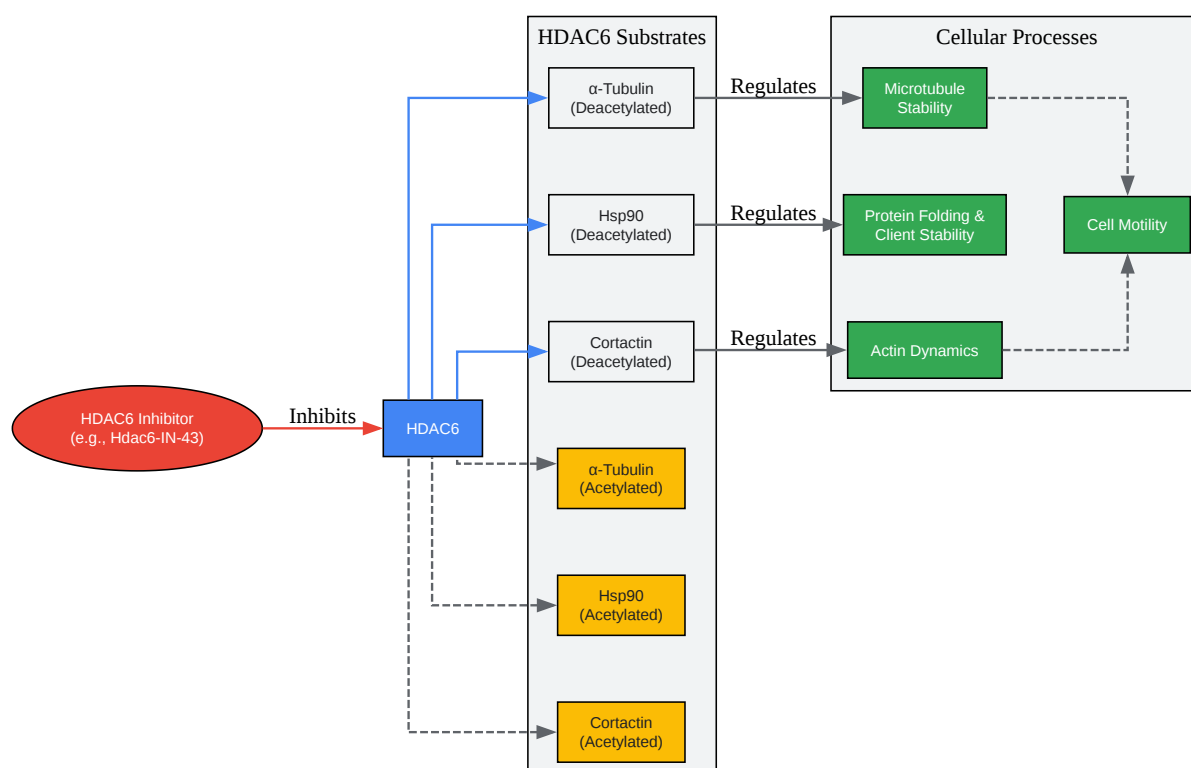 HDAC6 Substrates
Cellular Processes
α-Tubulin
(Deacetylated)
Regulates
Microtubule
Stability
Hsp90
(Deacetylated)
Regulates
Protein Folding &
Client Stability
Cell Motility
Cortactin
(Deacetylated)
Regulates
Actin Dynamics
HDAC6 Inhibitor
(e.g., Hdac6-IN-43)
Inhibits
HDAC6
α-Tubulin
(Acetylated)
Hsp90
(Acetylated)
Cortactin
(Acetylated)